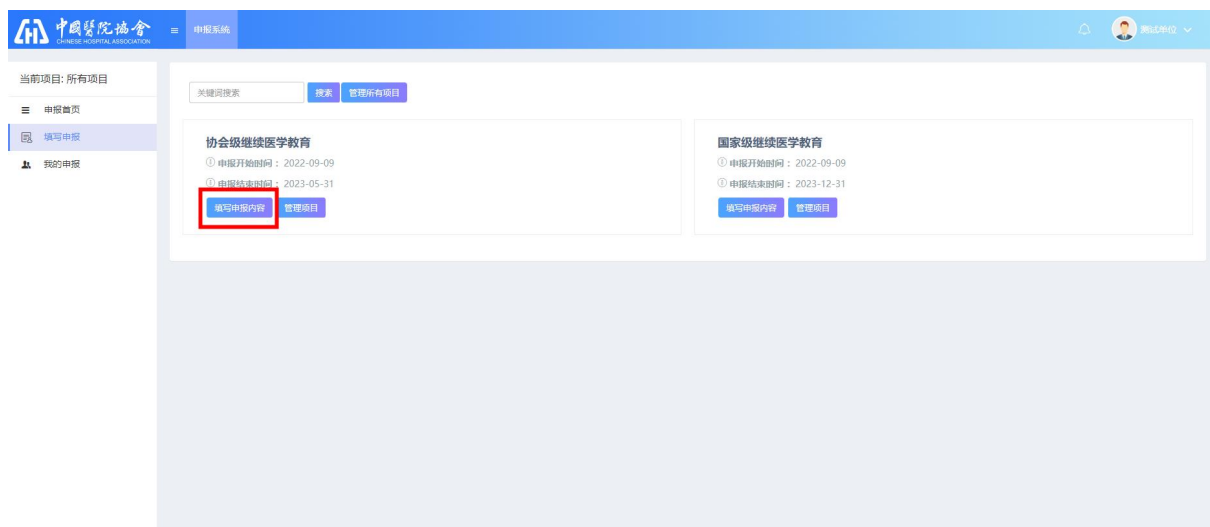 中國醫院協會
CHINESE HOSPITAL ASSOCIATION
申报系统
测试单位
当前项目: 所有项目
申报首页
填写申报
我的申报
关键词搜索
搜索
管理所有项目
协会级继续医学教育
申报开始时间： 2022-09-09
申报结束时间： 2023-05-31
填写申报内容
管理项目
国家级继续医学教育
申报开始时间： 2022-09-09
申报结束时间： 2023-12-31
填写申报内容
管理项目